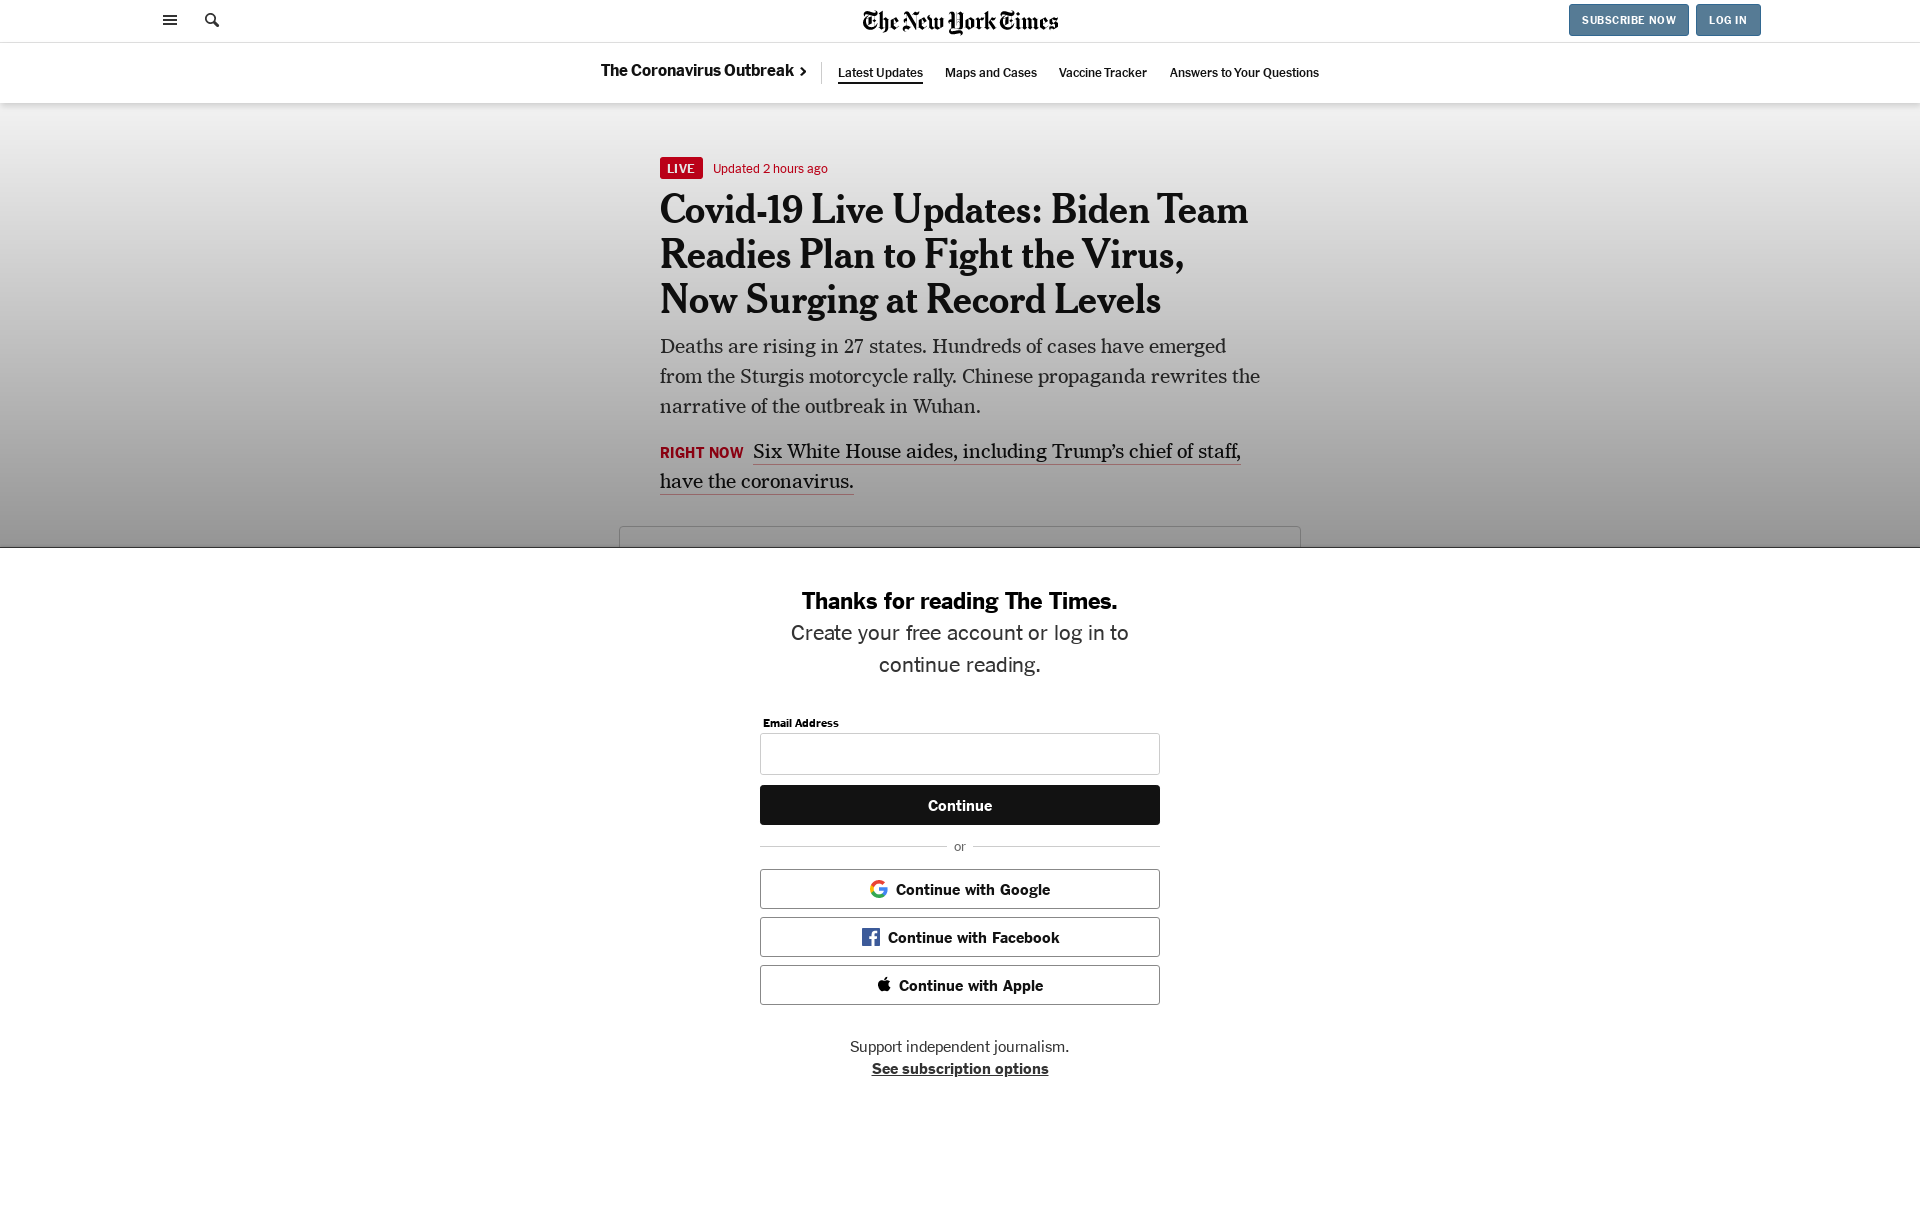 The New York Times
SUBSCRIBE NOW
LOG IN
The Coronavirus Outbreak
Latest Updates
Maps and Cases
Vaccine Tracker
Answers to Your Questions
LIVE
Updated 2 hours ago
Covid-19 Live Updates: Biden Team
Readies Plan to Fight the Virus,
Now Surging at Record Levels
Deaths are rising in 27 states. Hundreds of cases have emerged
from the Sturgis motorcycle rally. Chinese propaganda rewrites the
narrative of the outbreak in Wuhan.
RIGHT NOW Six White House aides, including Trump’s chief of staff,
have the coronavirus.
Thanks for reading The Times.
Create your free account or log in to
continue reading.
Email Address
Continue
or
Continue with Google
Continue with Facebook
Continue with Apple
Support independent journalism.
See subscription options